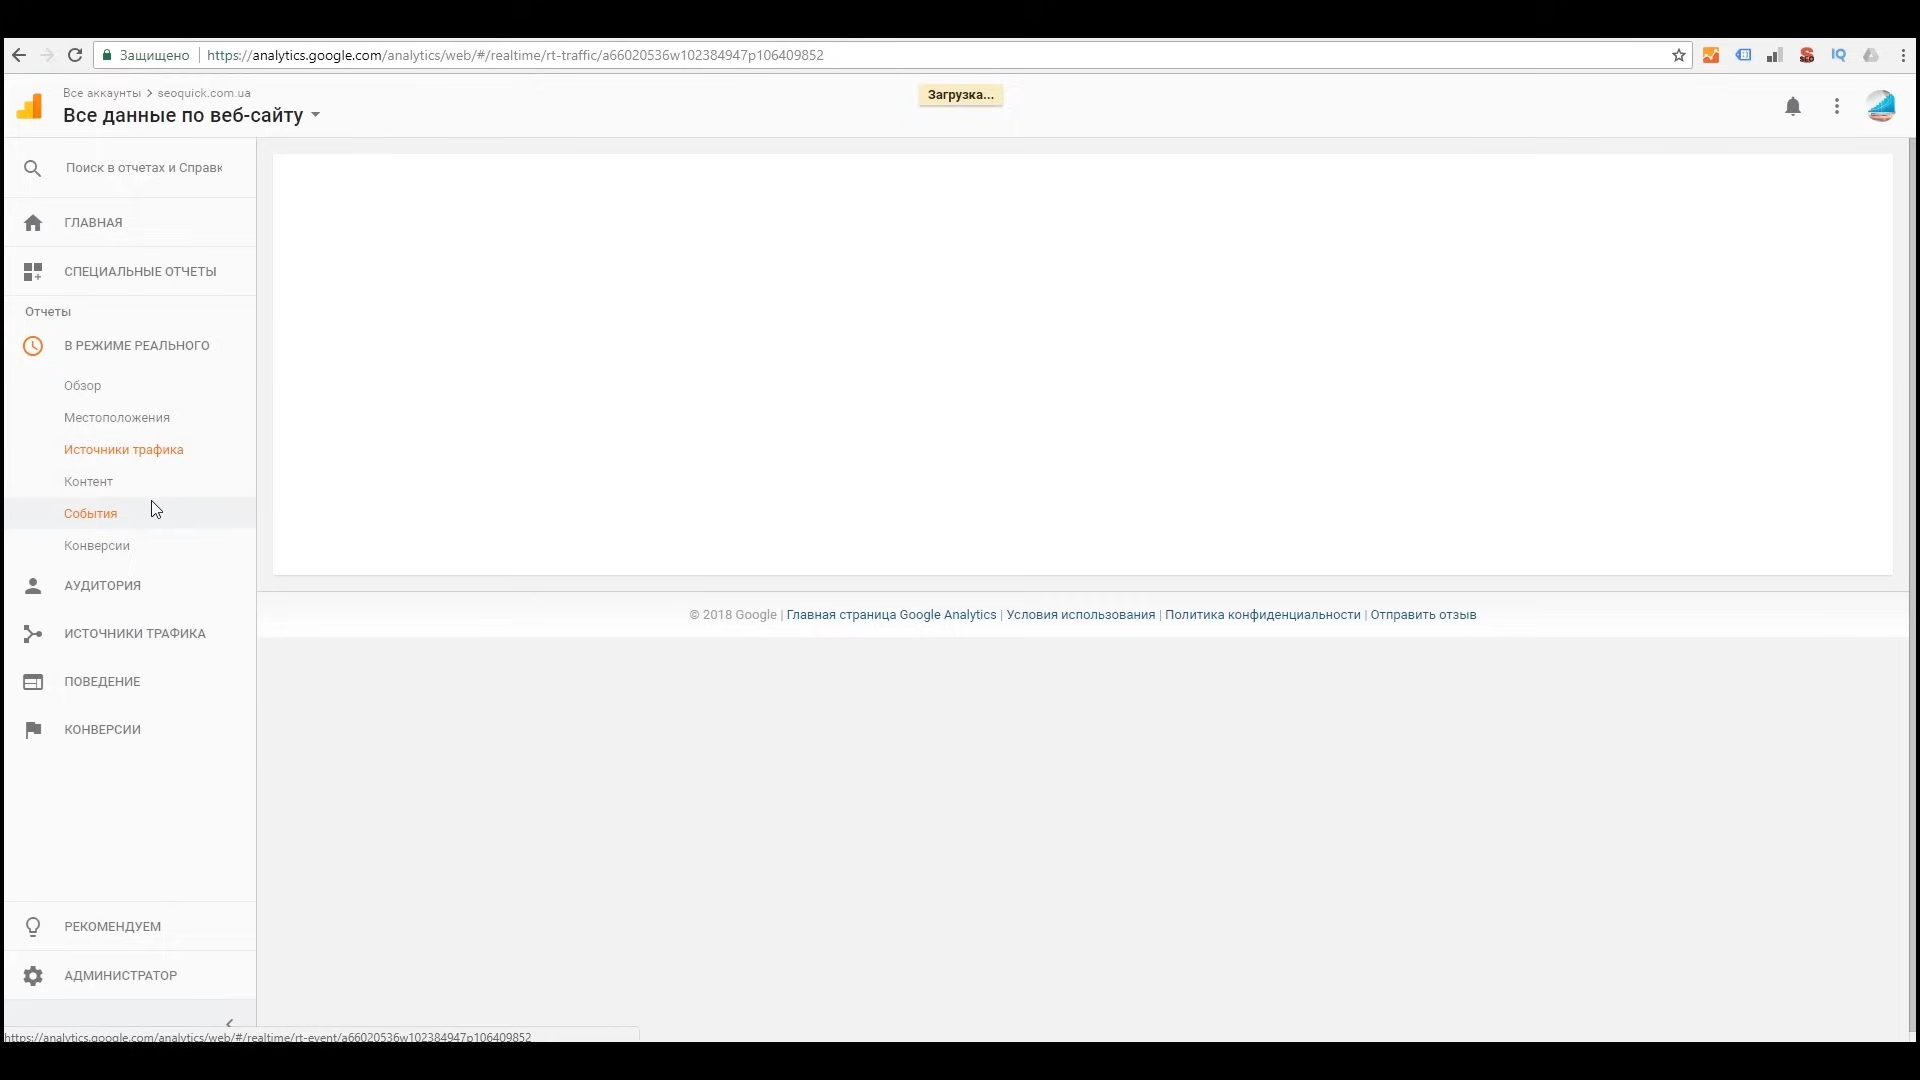 Защищено https://analytics.google.com/analytics/web/#/realtime/rt-traffic/a66020536w102384947p106409852
SEO IQ
Все аккаунты > seoquick.com.ua
Все данные по веб-сайту
Загрузка...
Поиск в отчетах и Справк
ГЛАВНАЯ
СПЕЦИАЛЬНЫЕ ОТЧЕТЫ
Отчеты
В РЕЖИМЕ РЕАЛЬНОГО
Обзор
Местоположения
Источники трафика
Контент
События
Конверсии
АУДИТОРИЯ
ИСТОЧНИКИ ТРАФИКА
ПОВЕДЕНИЕ
КОНВЕРСИИ
© 2018 Google | Главная страница Google Analytics | Условия использования | Политика конфиденциальности | Отправить отзыв
РЕКОМЕНДУЕМ
АДМИНИСТРАТОР
https://analytics.google.com/analytics/web/#/realtime/rt-event/a66020536w102384947p106409852